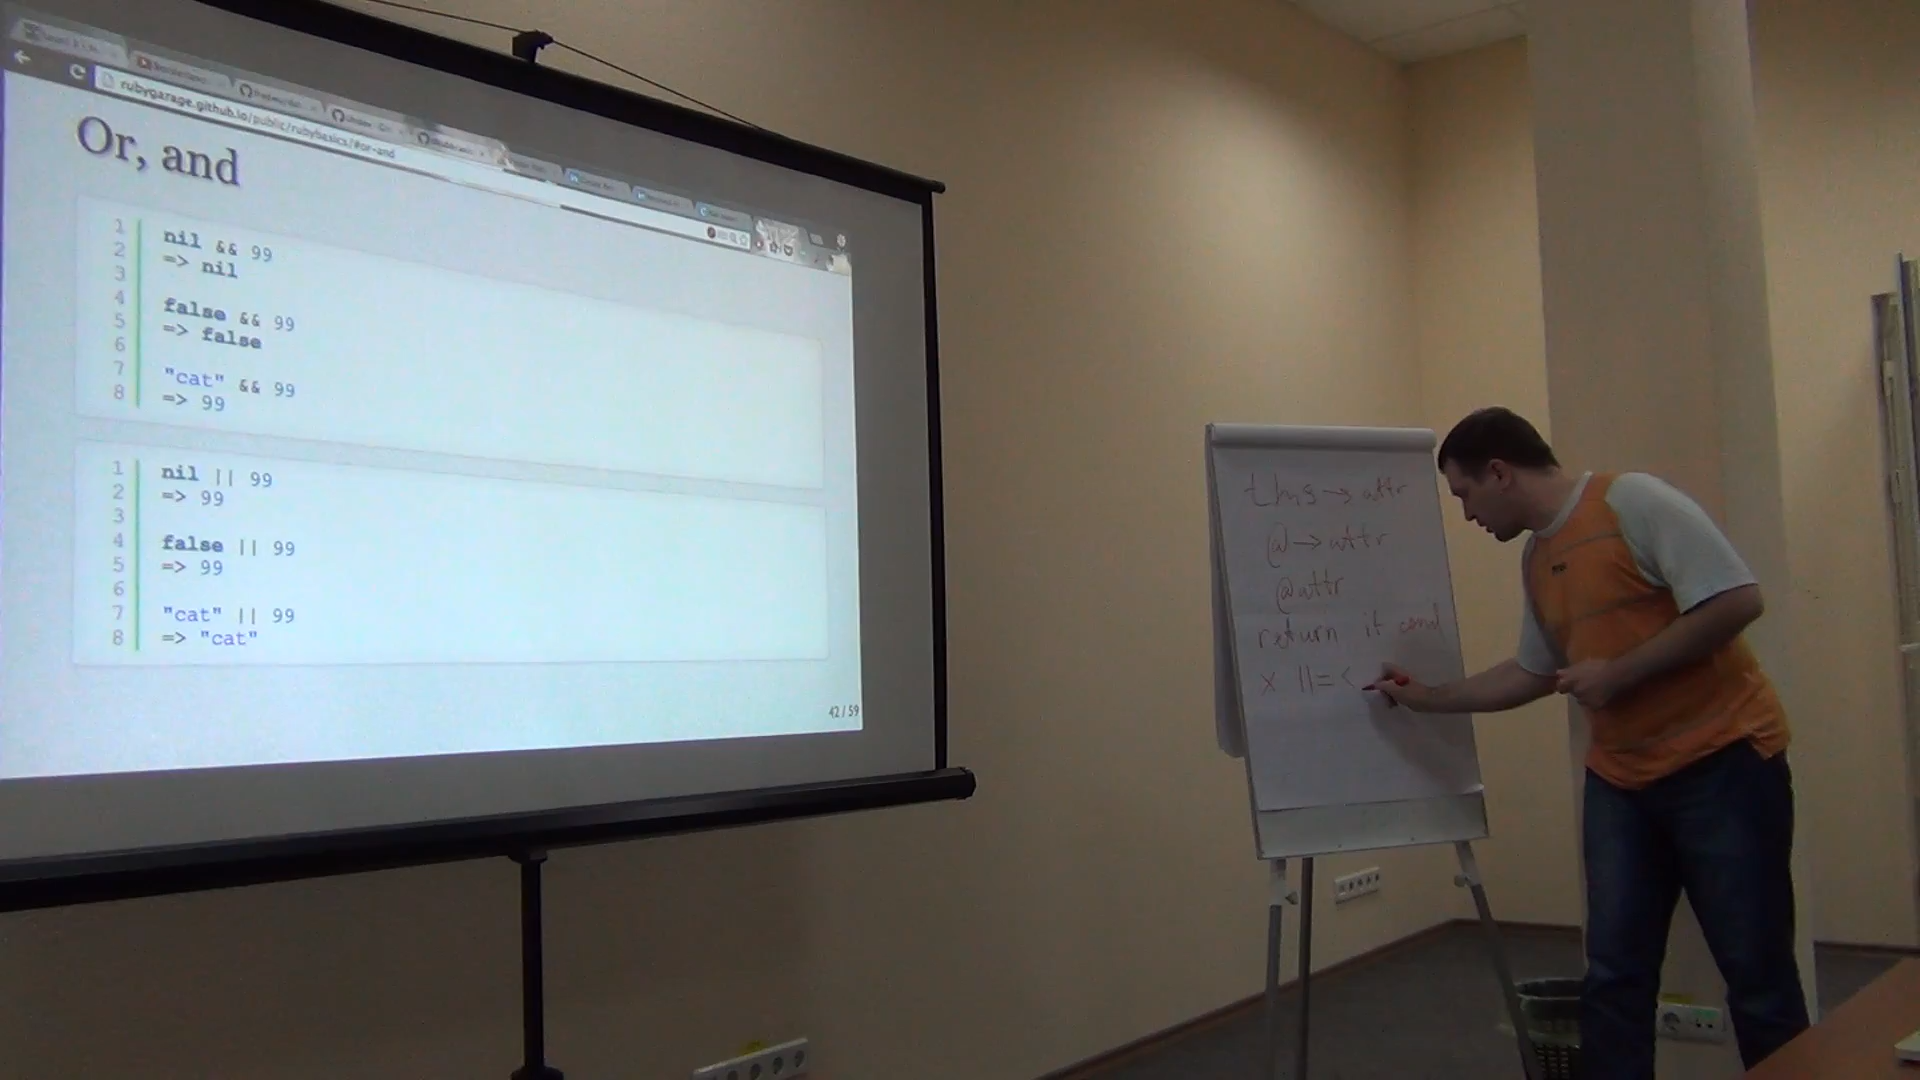 rubygarage.github.io/public/rubybasics/#or-and
Or, and
1 nil && 99
2 => nil
3
4 false && 99
5 => false
6
7 "cat" && 99
8 => 99
1 nil || 99
2 => 99
3
4 false || 99
5 => 99
6
7 "cat" || 99
8 => "cat"
42/59
this → attr
@ → attr
@attr
return if cond
x ||= <